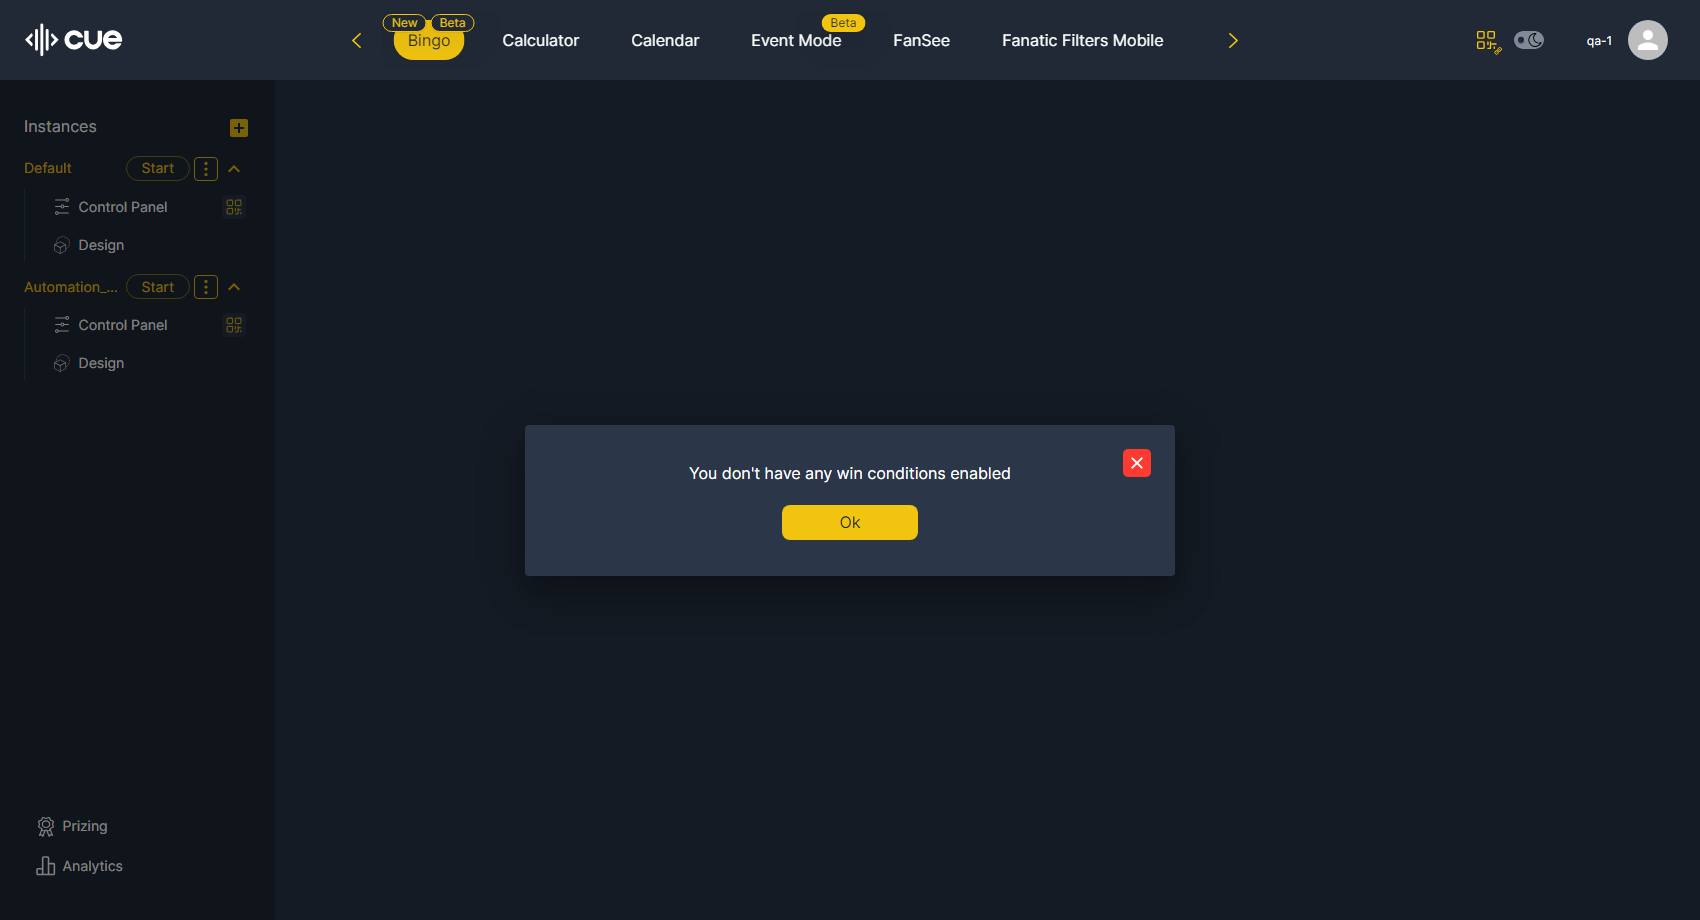 cue
New
Beta
Bingo
Calculator
Calendar
Event Mode
Beta
FanSee
Fanatic Filters Mobile
qa-1
Instances
Default
Start
Control Panel
Design
Automation_...
Start
Control Panel
Design
You don't have any win conditions enabled
Ok
Prizing
Analytics